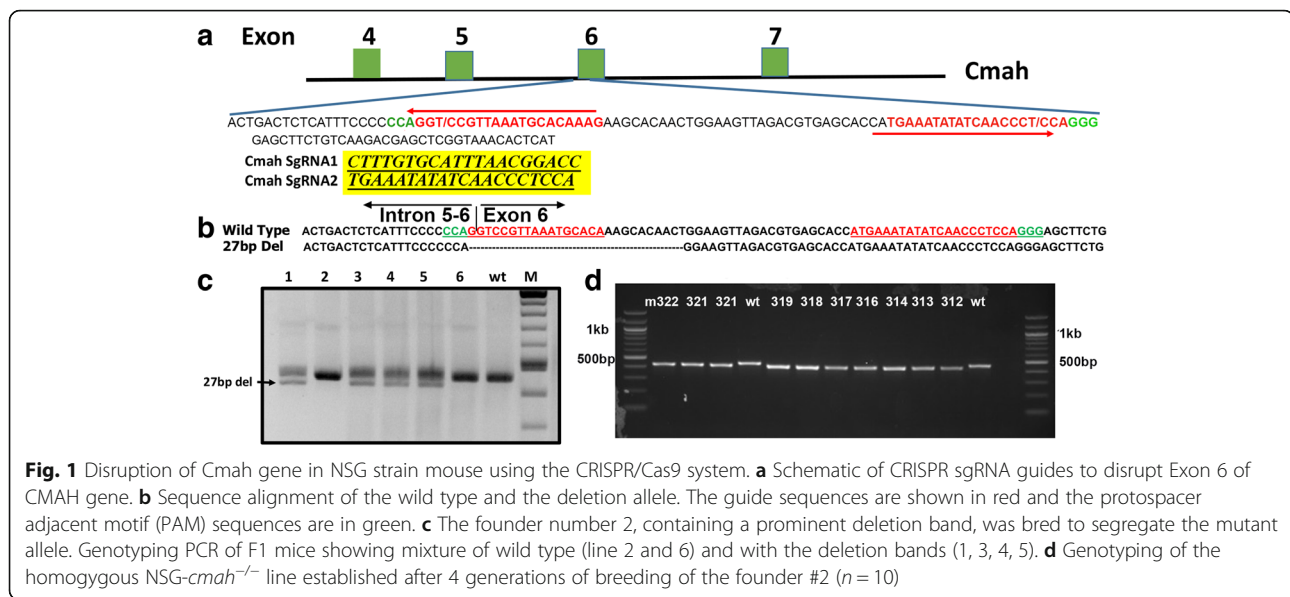 a Exon 4 5 6 7
Cmah
ACTGACTCTCATTTCCCCCCAGGT/CCGTTAAATGCACAAAGAAGCACAACTGGAAGTTAGACGTGAGCACCATGAAATATATCAACCCT/CCAGGG
GAGCTTCTGTCAAGACGAGCTCGGTAAACACTCAT
Cmah SgRNA1 CTTTGTGCATTTAACGGACC
Cmah SgRNA2 TGAAATATATCAACCCTCCA
Intron 5-6 Exon 6
b Wild Type ACTGACTCTCATTTCCCCCCAGGTCCGTTAAATGCACAAAGCACAACTGGAAGTTAGACGTGAGCACCATGAAATATATCAACCCTCCAGGGAGCTTCTG
27bp Del ACTGACTCTCATTTCCCCCCA----------------------------------------GGAAGTTAGACGTGAGCACCATGAAATATATCAACCCTCCAGGGAGCTTCTG
c 1 2 3 4 5 6 wt M
27bp del
d m322 321 321 wt 319 318 317 316 314 313 312 wt
1kb 1kb
500bp 500bp
Fig. 1 Disruption of Cmah gene in NSG strain mouse using the CRISPR/Cas9 system. a Schematic of CRISPR sgRNA guides to disrupt Exon 6 of
CMAH gene. b Sequence alignment of the wild type and the deletion allele. The guide sequences are shown in red and the protospacer
adjacent motif (PAM) sequences are in green. c The founder number 2, containing a prominent deletion band, was bred to segregate the mutant
allele. Genotyping PCR of F1 mice showing mixture of wild type (line 2 and 6) and with the deletion bands (1, 3, 4, 5). d Genotyping of the
homogygous NSG-cmah−/− line established after 4 generations of breeding of the founder #2 (n = 10)